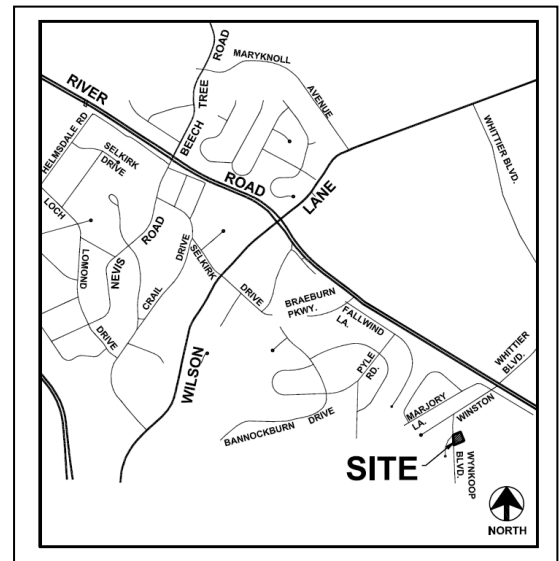 ROAD
MARYKNOLL
AVENUE
RIVER
TREE
BEECH
HELMSDALE RD
SELKIRK
DRIVE
WHITTIER BLVD.
ROAD
LANE
LOCH
LOMOND
DRIVE
NEVIS
ROAD
CRAIL
DRIVE
SELKIRK
DRIVE
BRAEBURN
PKWY.
FALLWIND
LA.
WILSON
PYLE
RD.
WHITTIER
BLVD.
MARJORY
LA.
WINSTON
BANNOCKBURN DRIVE
SITE
WYNKOOP
BLVD.
NORTH